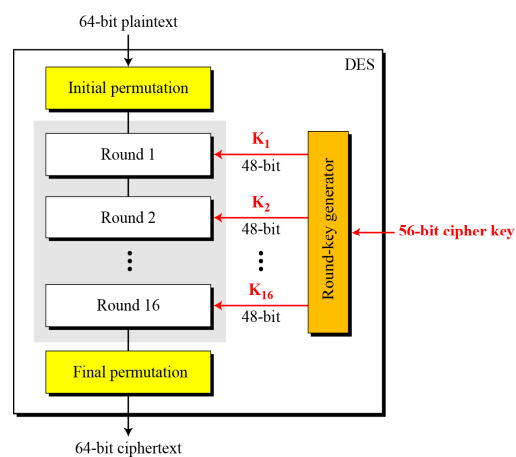 64-bit plaintext
DES
Initial permutation
Round 1
K1
48-bit
Round 2
K2
48-bit
Round-key generator
56-bit cipher key
Round 16
K16
48-bit
Final permutation
64-bit ciphertext